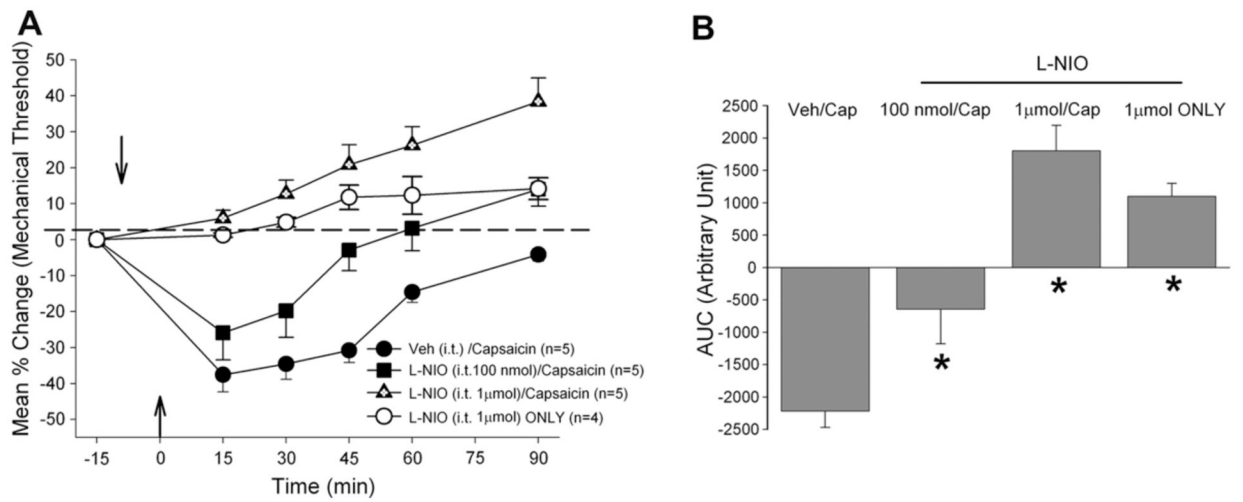 A
Mean % Change (Mechanical Threshold)
50
40
30
20
10
0
-10
-20
-30
-40
-50
-15
0
15
30
45
60
90
Time (min)
Veh (i.t.) /Capsaicin (n=5)
L-NIO (i.t.100 nmol)/Capsaicin (n=5)
L-NIO (i.t. 1μmol)/Capsaicin (n=5)
L-NIO (i.t. 1μmol) ONLY (n=4)
B
L-NIO
Veh/Cap 100 nmol/Cap 1μmol/Cap 1μmol ONLY
AUC (Arbitrary Unit)
2500
2000
1500
1000
500
0
-500
-1000
-1500
-2000
-2500
*
*
*